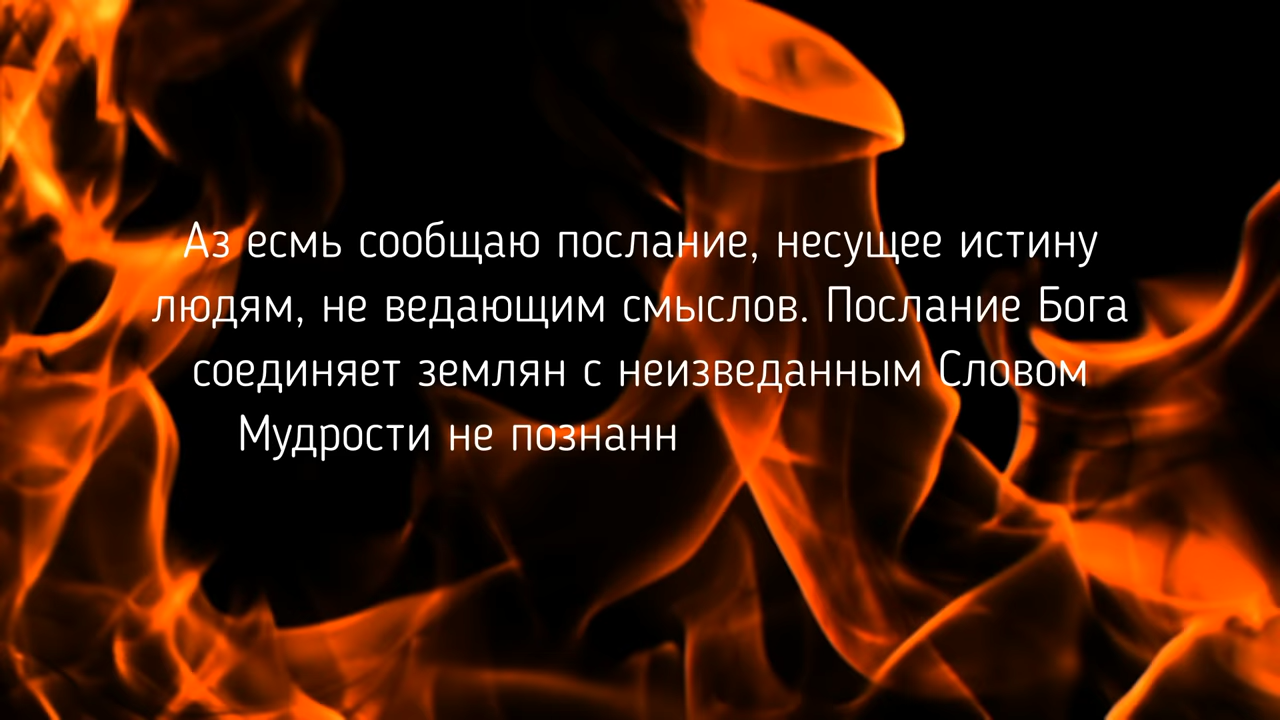 Аз есмь сообщаю послание, несущее истину
людям, не ведающим смыслов. Послание Бога
соединяет землян с неизведанным Словом
Мудрости не познанн